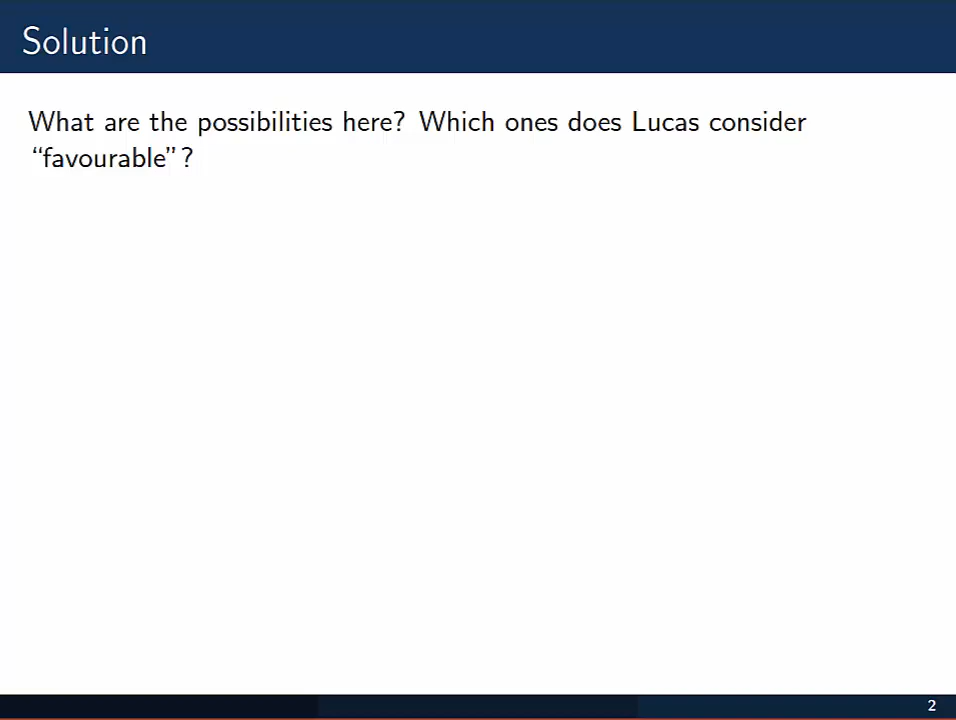 Solution
What are the possibilities here? Which ones does Lucas consider
“favourable”?
2